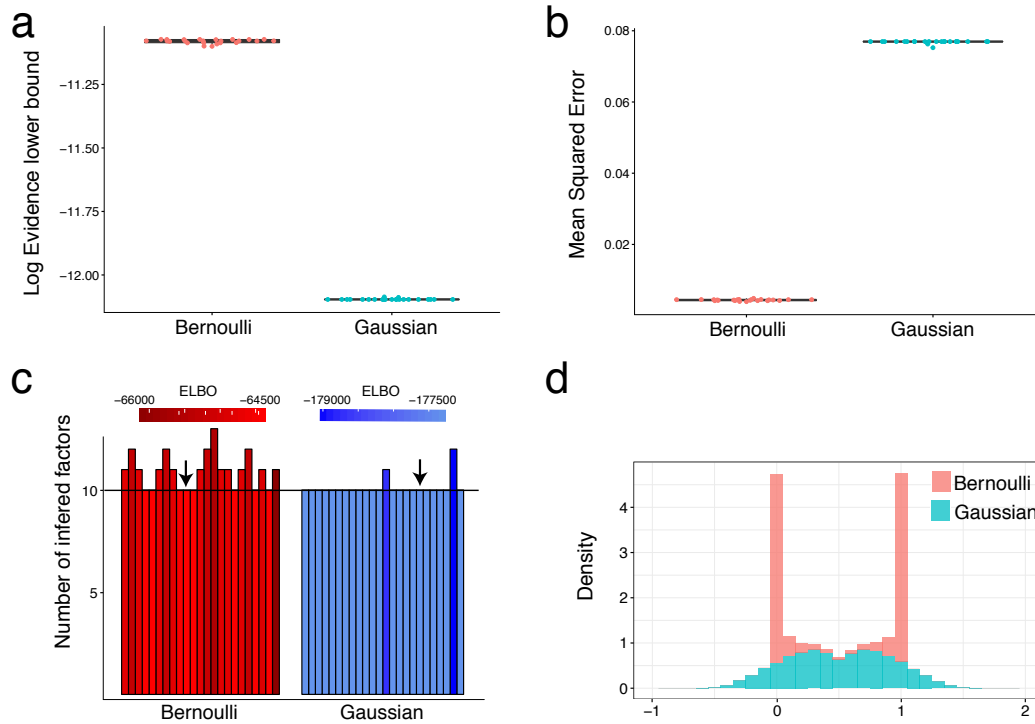 a
Log Evidence lower bound
−11.25
−11.50
−11.75
−12.00
Bernoulli
Gaussian
b
Mean Squared Error
0.08
0.06
0.04
0.02
Bernoulli
Gaussian
c
ELBO
−66000
−64500
ELBO
−179000
−177500
Number of infered factors
10
5
Bernoulli
Gaussian
d
Density
4
5
3
2
1
0
−1
0
1
2
Bernoulli
Gaussian